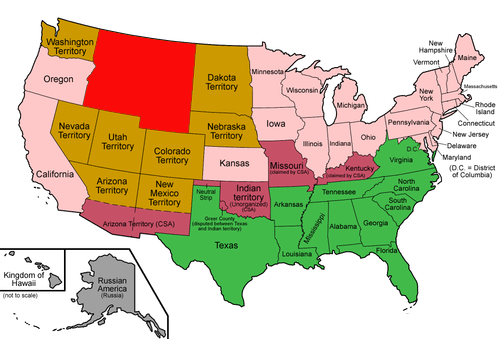 Washington
Territory
Oregon
California
Nevada
Territory
Utah
Territory
Arizona
Territory
Colorado
Territory
New
Mexico
Territory
Dakota
Territory
Nebraska
Territory
Kansas
Minnesota
Iowa
Wisconsin
Illinois
Michigan
Indiana
Ohio
Missouri
(claimed by CSA)
Kentucky
(claimed by CSA)
Indian
territory
(Unorganized)
(CSA)
Neutral
Strip
Greer County
(disputed between Texas
and Indian territory)
Arizona Territory (CSA)
Texas
Arkansas
Louisiana
Mississippi
Tennessee
Alabama
Georgia
Florida
South
Carolina
North
Carolina
Virginia
D.C.
Pennsylvania
New
York
New
Hampshire
Vermont
Maine
Massachusetts
Rhode
Island
Connecticut
New Jersey
Delaware
Maryland
(D.C. = District
of Columbia)
Kingdom of
Hawaii
(not to scale)
Russian
America
(Russia)